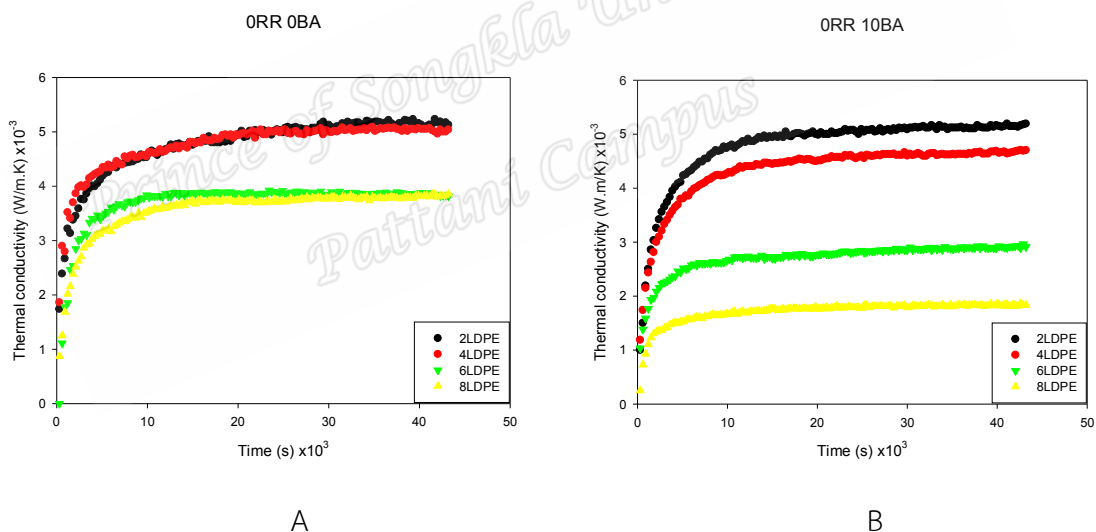 0RR 0BA
Thermal conductivity (W/m.K) x10-3
6
5
4
3
2
1
0
0
10
20
30
40
50
Time (s) x10³
2LDPE
4LDPE
6LDPE
8LDPE
A
0RR 10BA
Thermal conductivity (W.m/K) x10-3
6
5
4
3
2
1
0
0
10
20
30
40
50
Time (s) x10³
2LDPE
4LDPE
6LDPE
8LDPE
B
Prince of Songkla
Pattani Campus